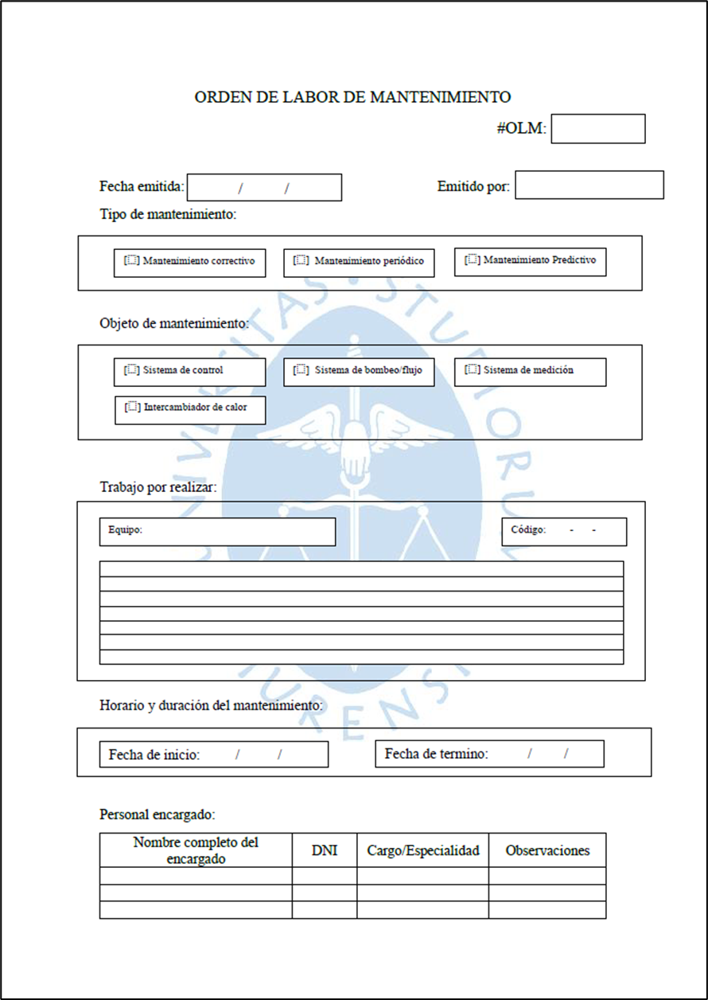 ORDEN DE LABOR DE MANTENIMIENTO
#OLM:
Fecha emitida: / /
Emitido por:
Tipo de mantenimiento:
[ ] Mantenimiento correctivo
[ ] Mantenimiento periódico
[ ] Mantenimiento Predictivo
Objeto de mantenimiento:
[ ] Sistema de control
[ ] Sistema de bombeo/flujo
[ ] Sistema de medición
[ ] Intercambiador de calor
Trabajo por realizar:
Equipo:
Código: - -
Horario y duración del mantenimiento:
Fecha de inicio: / /
Fecha de termino: / /
Personal encargado:
Nombre completo del
encargado
DNI
Cargo/Especialidad
Observaciones